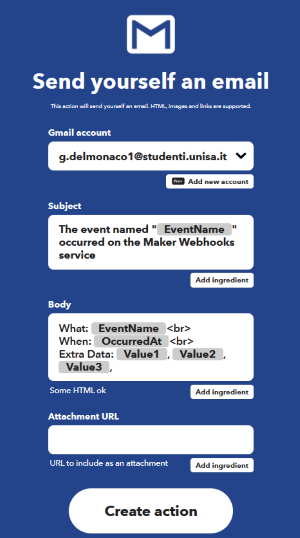 Send yourself an email
This action will send yourself an email. HTML, images and links are supported.
Gmail account
g.delmonaco1@studenti.unisa.it
Add new account
Subject
The event named " EventName "
occurred on the Maker Webhooks
service
Add ingredient
Body
What: EventName <br>
When: OccurredAt <br>
Extra Data: Value1 , Value2 ,
Value3 ,
Some HTML ok
Add ingredient
Attachment URL
URL to include as an attachment
Add ingredient
Create action